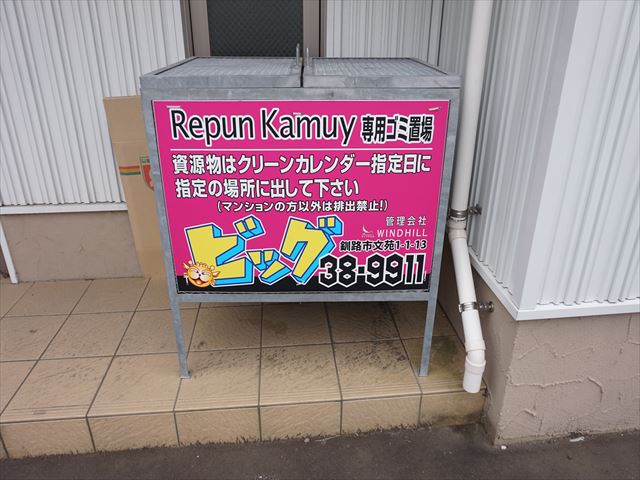 Repun Kamuy 専用ゴミ置場
資源物はクリーンカレンダー指定日に
指定の場所に出して下さい
(マンションの方以外は排出禁止!)
管理会社
WINDHILL
ビッグ
釧路市文苑1-1-13
38-9911